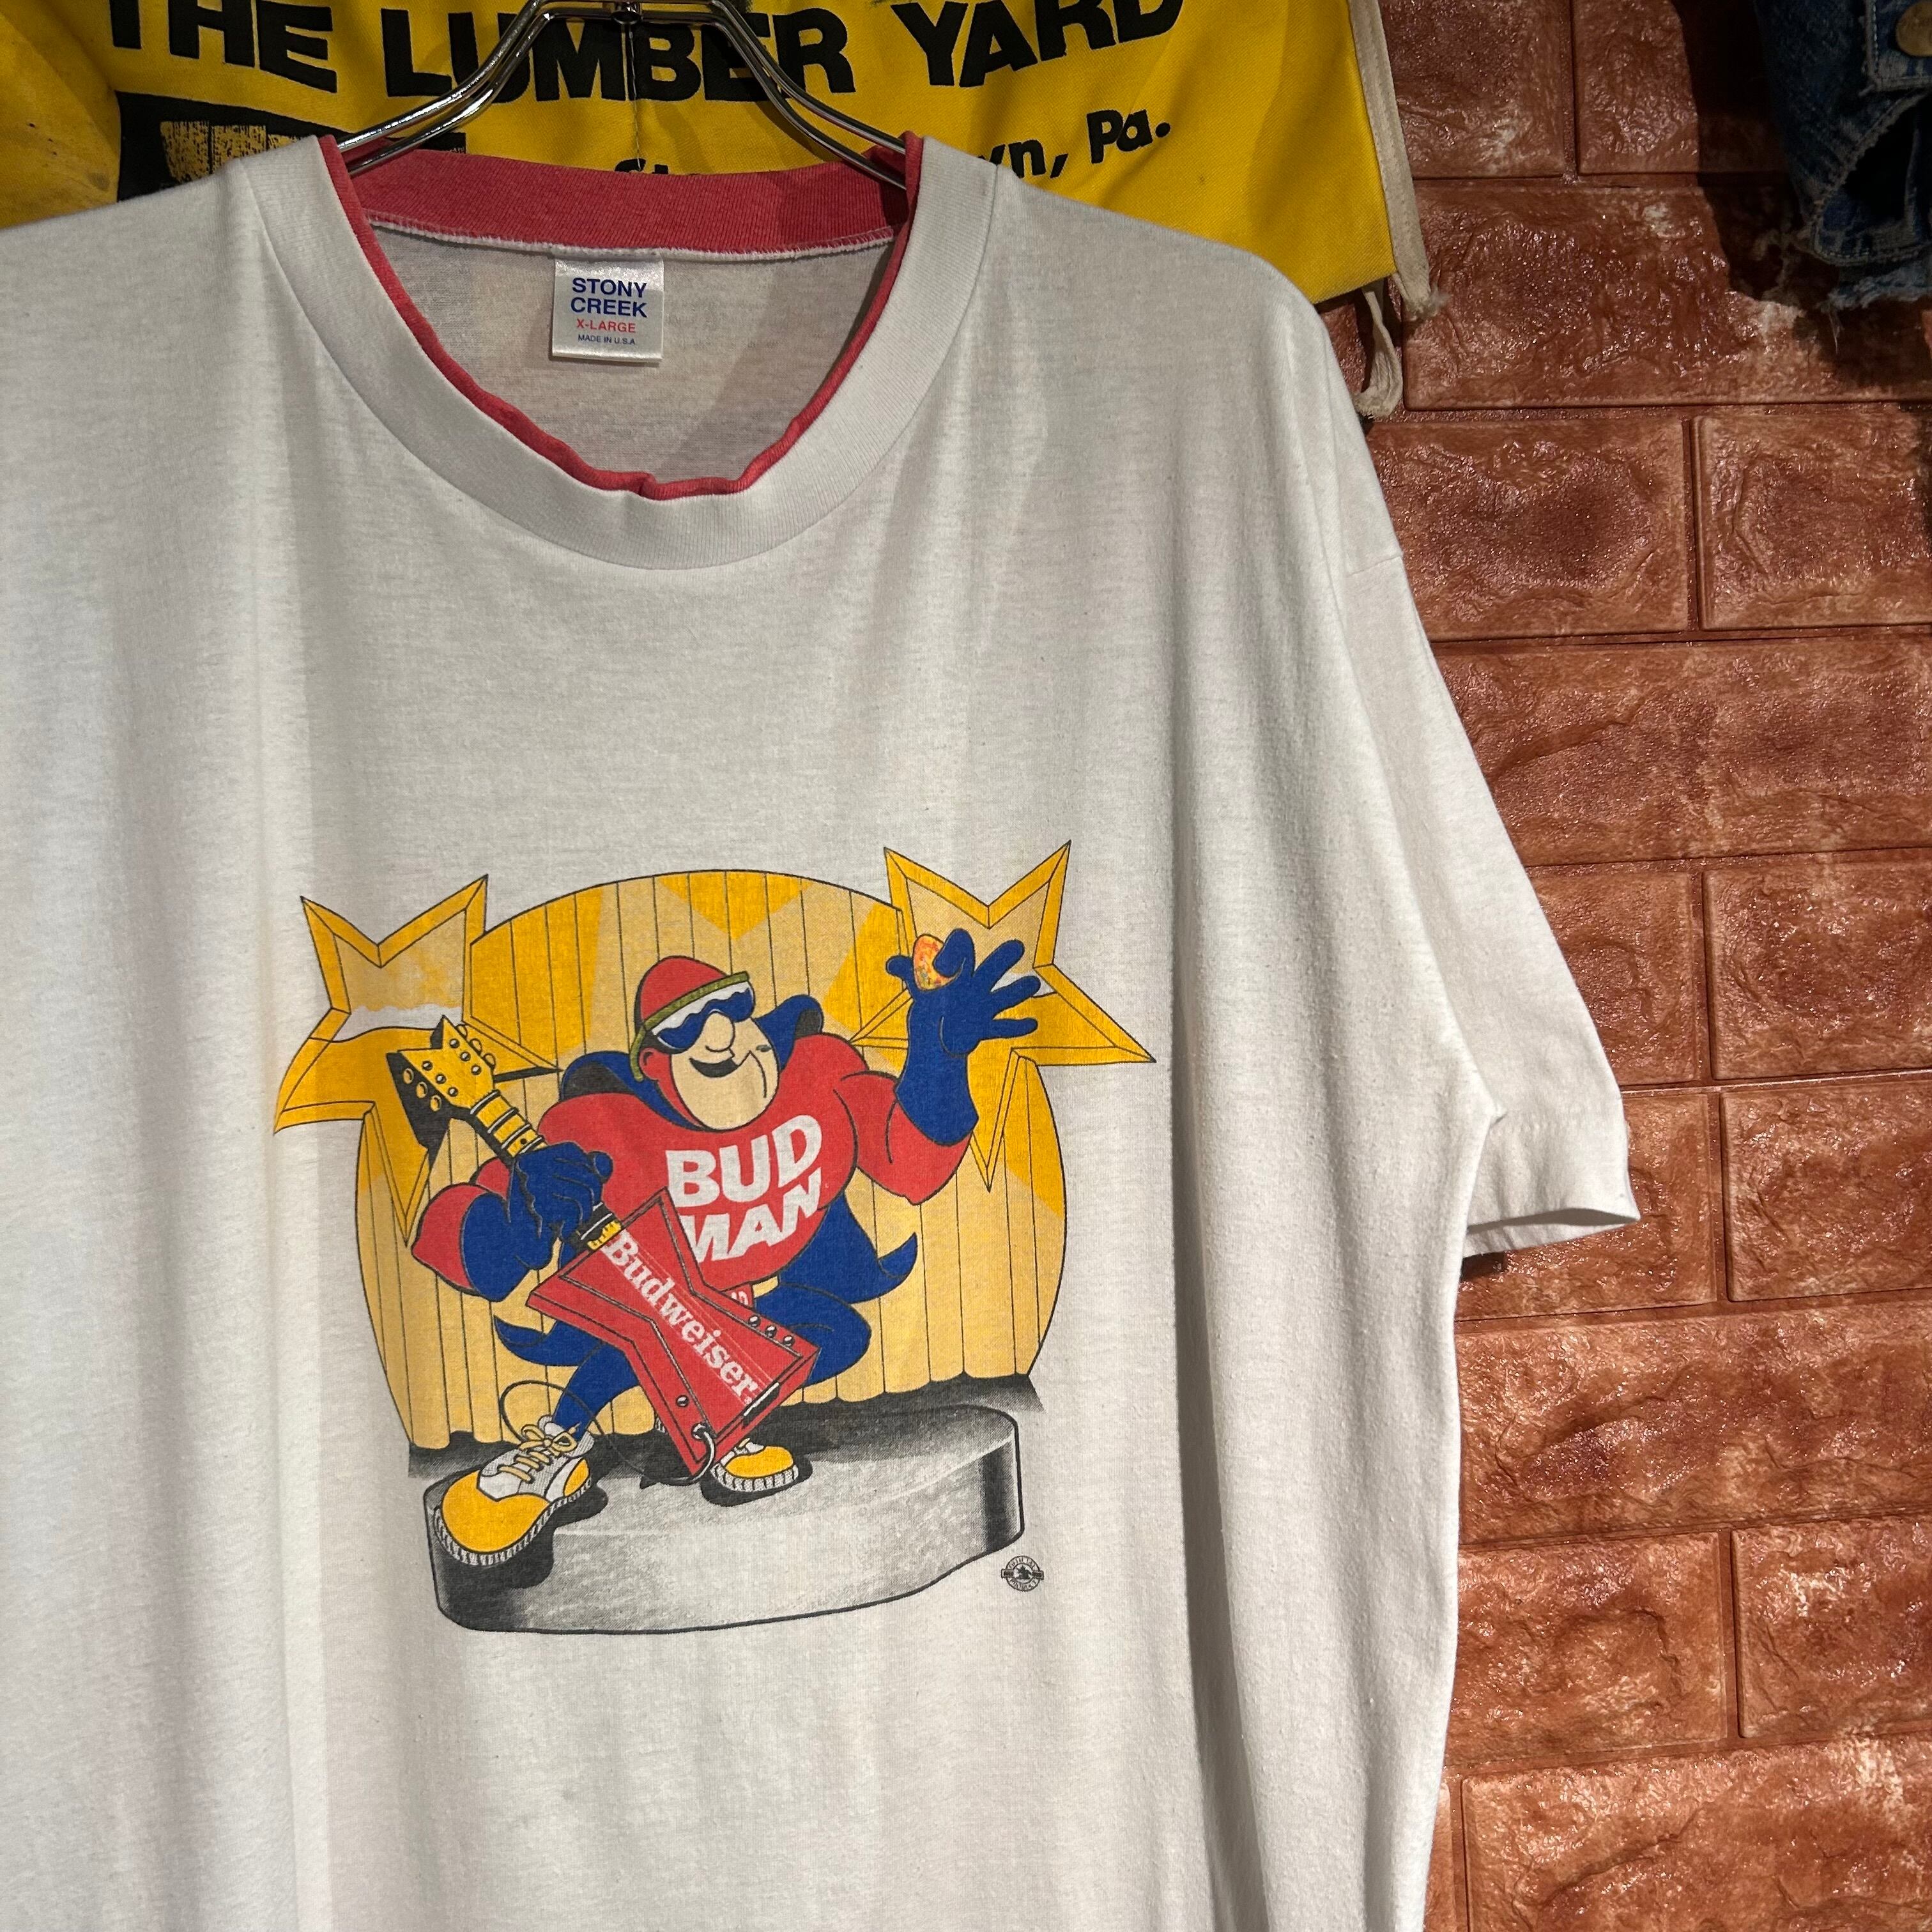 THE LUMBER YARD
Pa.
STONY
CREEK
X-LARGE
MADE IN U.S.A
BUD
MAN
Budweiser